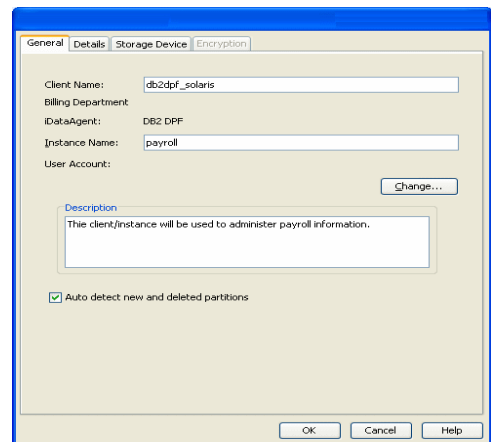 General Details Storage Device Encryption
Client Name: db2dpf_solaris
Billing Department
iDataAgent: DB2 DPF
Instance Name: payroll
User Account:
Change...
Description
Thie client/instance will be used to administer payroll information.
Auto detect new and deleted partitions
OK Cancel Help